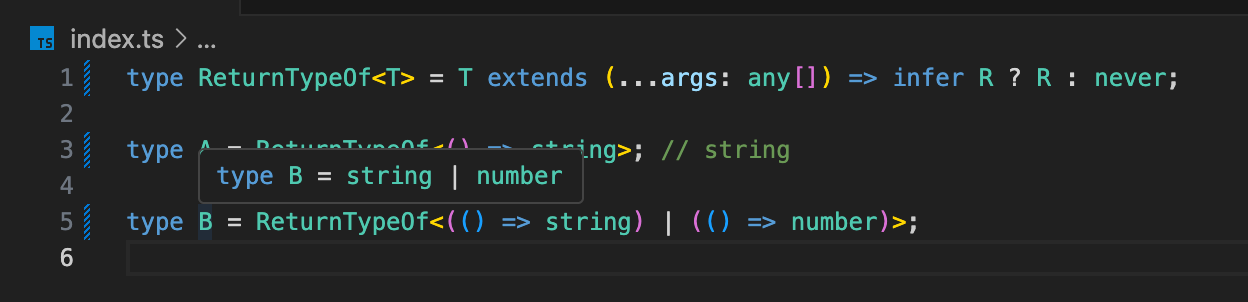 TS index.ts > ...
1 type ReturnTypeOf<T> = T extends (...args: any[]) => infer R ? R : never;
2
3 type A = ReturnTypeOf<() => string>; // string
4
type B = string | number
5 type B = ReturnTypeOf<(() => string) | (() => number)>;
6